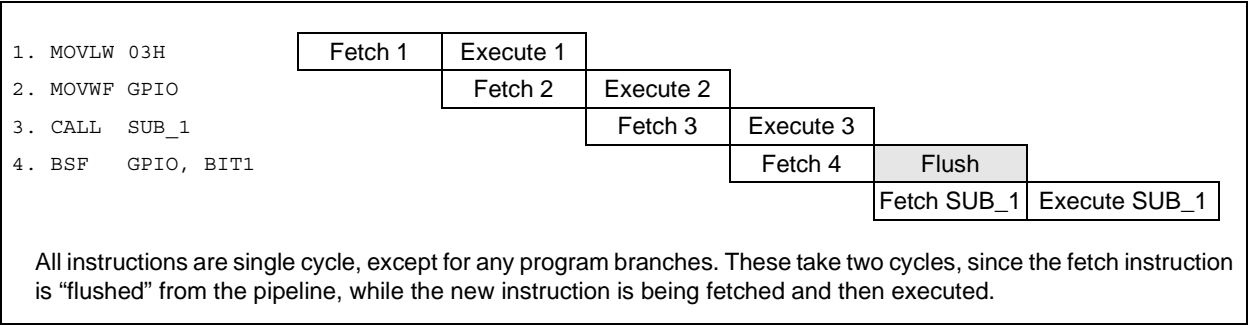 1. MOVLW 03H Fetch 1 Execute 1
2. MOVWF GPIO Fetch 2 Execute 2
3. CALL SUB_1 Fetch 3 Execute 3
4. BSF GPIO, BIT1 Fetch 4 Flush
Fetch SUB_1 Execute SUB_1
All instructions are single cycle, except for any program branches. These take two cycles, since the fetch instruction
is “flushed” from the pipeline, while the new instruction is being fetched and then executed.